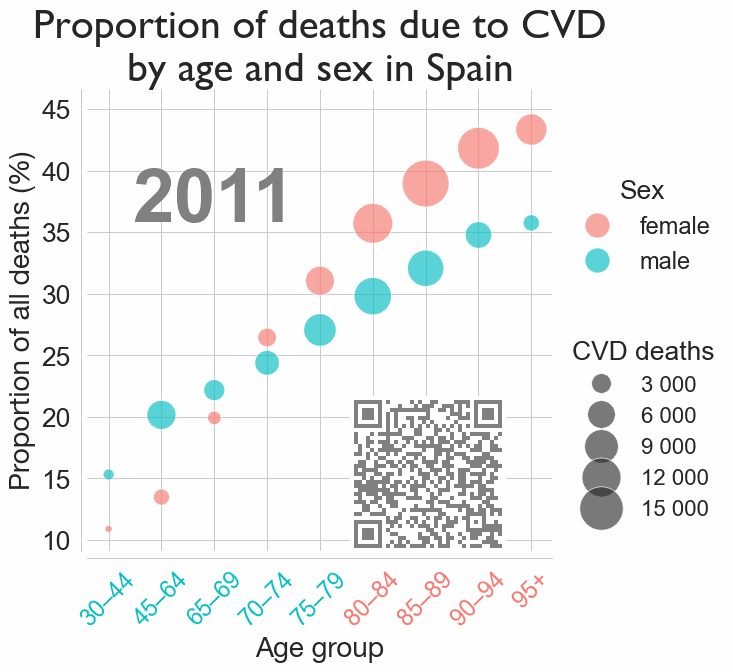 Proportion of deaths due to CVD
by age and sex in Spain
Proportion of all deaths (%)
45
40
35
30
25
20
15
10
2011
30–44
45–64
65–69
70–74
75–79
80–84
85–89
90–94
95+
Age group
Sex
female
male
CVD deaths
3 000
6 000
9 000
12 000
15 000